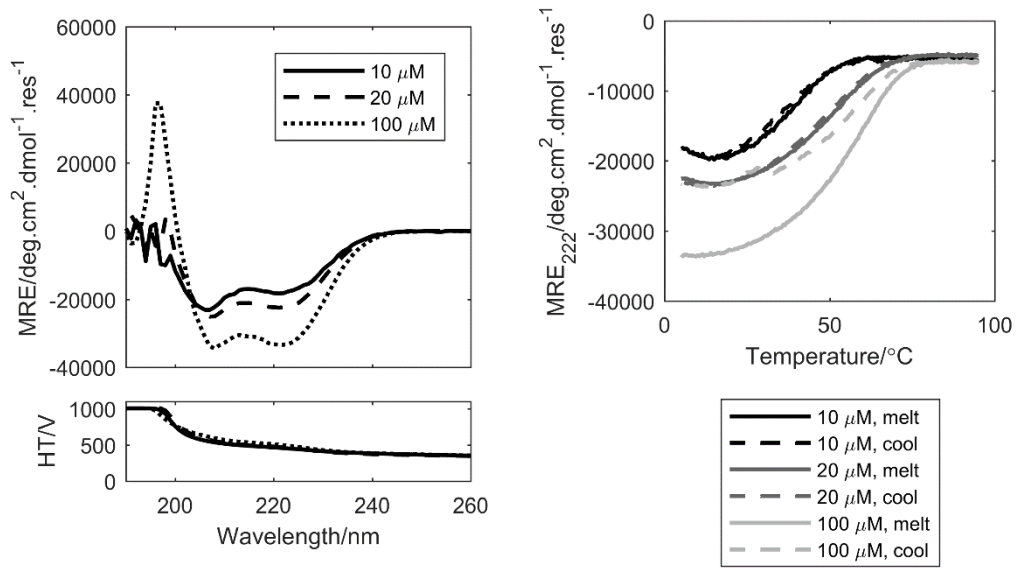 60000
40000
20000
0
-20000
-40000
MRE/deg.cm².dmol⁻¹.res⁻¹
10 μM
20 μM
100 μM
1000
500
0
HT/V
200 220 240 260
Wavelength/nm
0
-10000
-20000
-30000
-40000
MRE₂₂₂/deg.cm².dmol⁻¹.res⁻¹
0 50 100
Temperature/°C
10 μM, melt
10 μM, cool
20 μM, melt
20 μM, cool
100 μM, melt
100 μM, cool